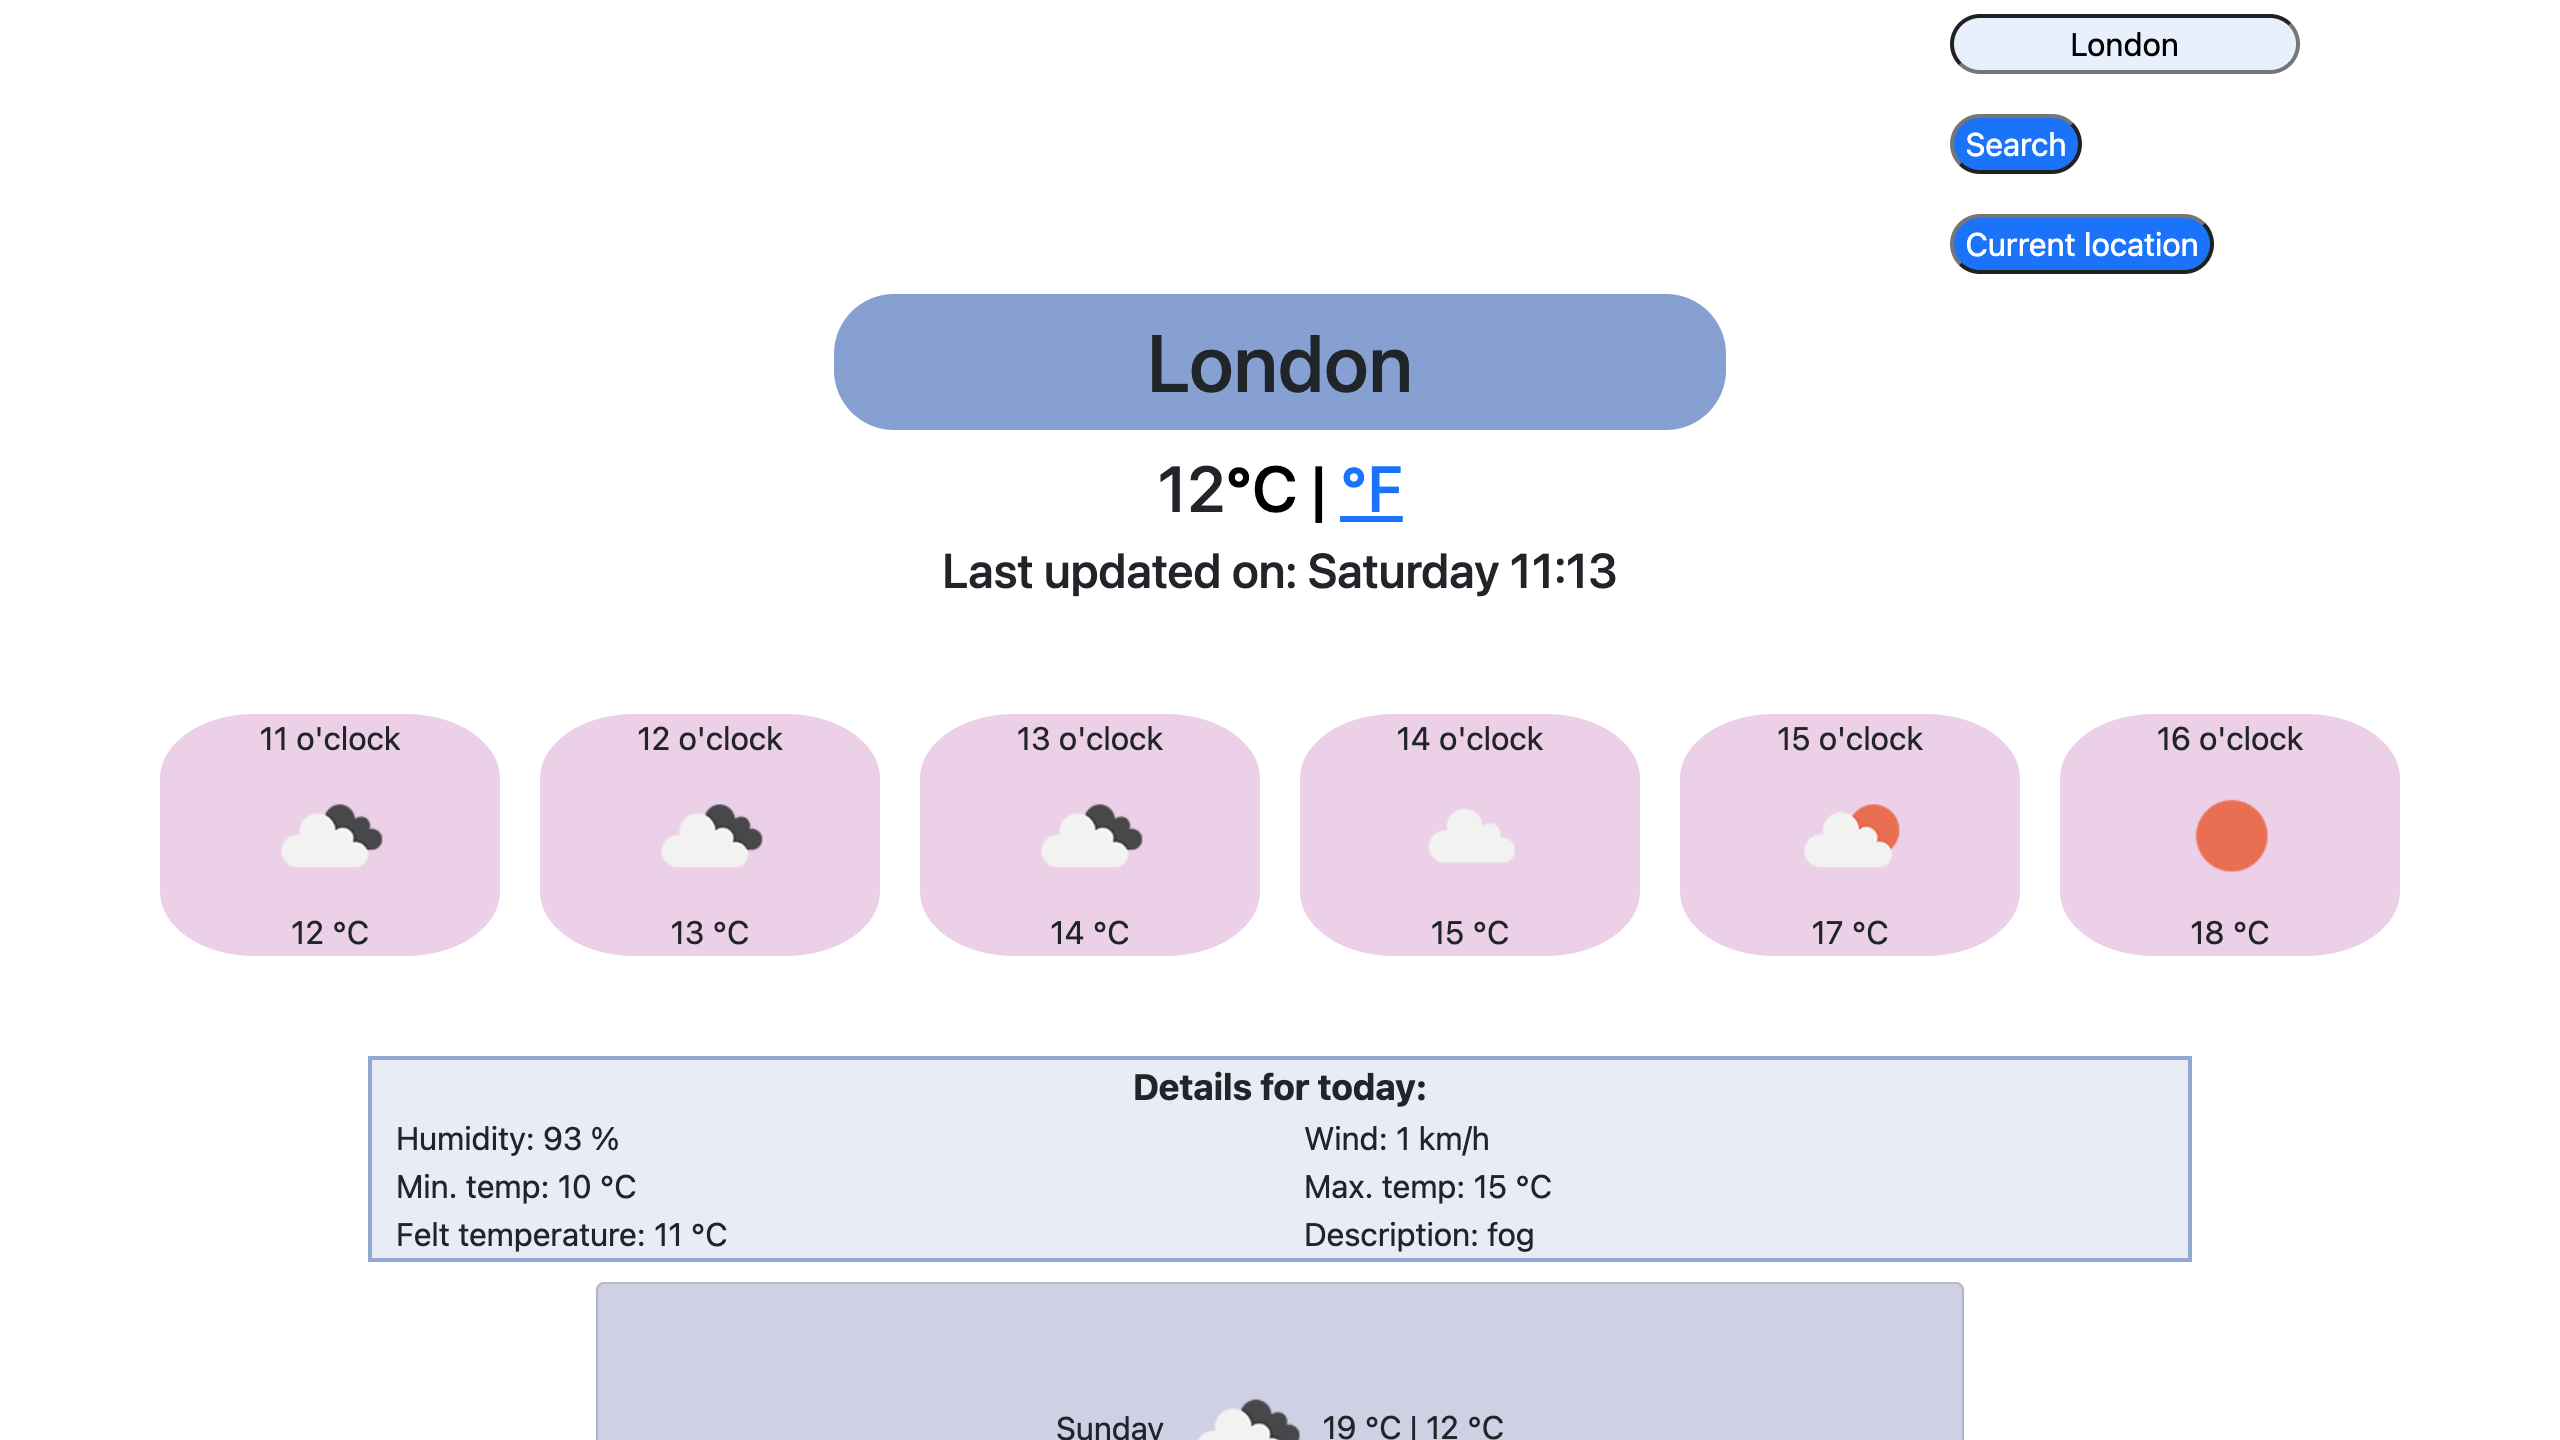 London
Search
Current location
London
12°C | °F
Last updated on: Saturday 11:13
11 o'clock
12 o'clock
13 o'clock
14 o'clock
15 o'clock
16 o'clock
12 °C
13 °C
14 °C
15 °C
17 °C
18 °C
Details for today:
Humidity: 93 %
Wind: 1 km/h
Min. temp: 10 °C
Max. temp: 15 °C
Felt temperature: 11 °C
Description: fog
Sunday
19 °C | 12 °C